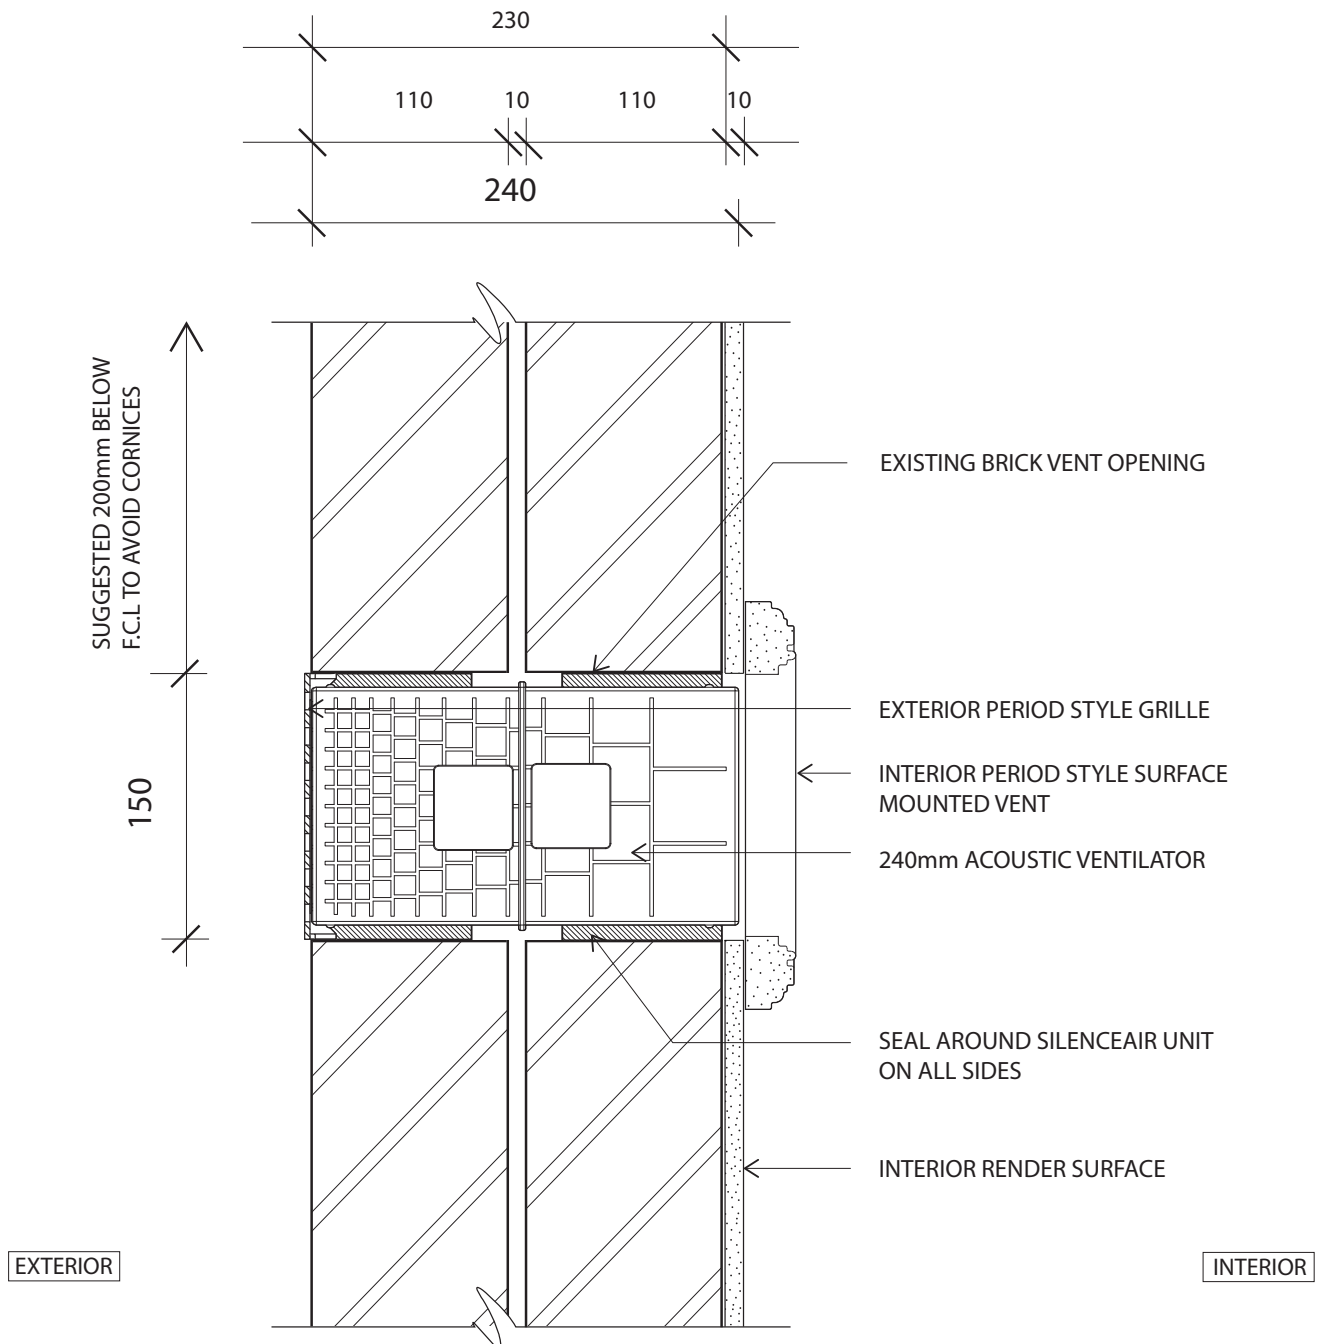 230
110 10 110 10
240
SUGGESTED 200mm BELOW
F.C.L TO AVOID CORNICES
EXISTING BRICK VENT OPENING
EXTERIOR PERIOD STYLE GRILLE
INTERIOR PERIOD STYLE SURFACE
MOUNTED VENT
150
240mm ACOUSTIC VENTILATOR
SEAL AROUND SILENCEAIR UNIT
ON ALL SIDES
INTERIOR RENDER SURFACE
EXTERIOR
INTERIOR